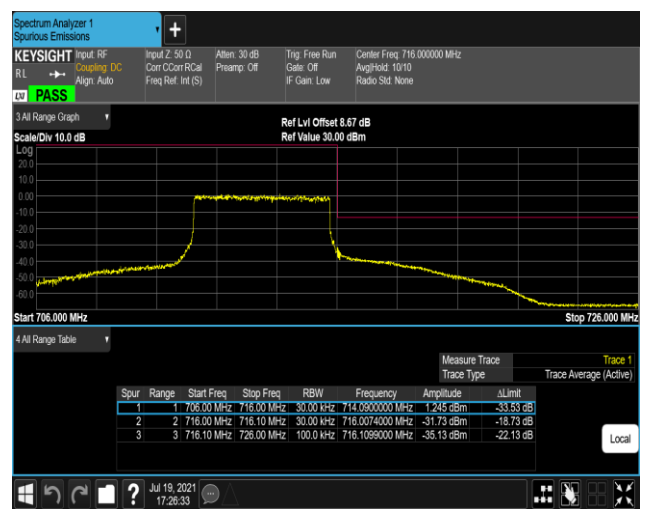 Spectrum Analyzer 1
Spurious Emissions
+
KEYSIGHT Input: RF Input Z: 50 Ω Atten: 30 dB Trig: Free Run Center Freq: 716.000000 MHz
RL Coupling: DC Corr CCorr RCal Preamp: Off Gate: Off Avg|Hold: 10/10
Align: Auto Freq Ref: Int (S) IF Gain: Low Radio Std: None
LXI PASS
3 All Range Graph
Ref Lvl Offset 8.67 dB
Scale/Div 10.0 dB Ref Value 30.00 dBm
Log
20.0
10.0
0.00
-10.0
-20.0
-30.0
-40.0
-50.0
-60.0
Start 706.000 MHz Stop 726.000 MHz
4 All Range Table
Measure Trace Trace 1
Trace Type Trace Average (Active)
Spur Range Start Freq Stop Freq RBW Frequency Amplitude ΔLimit
1 1 706.00 MHz 716.00 MHz 30.00 kHz 714.0900000 MHz 1.245 dBm -33.53 dB
2 2 716.00 MHz 716.10 MHz 30.00 kHz 716.0074000 MHz -31.73 dBm -18.73 dB
3 3 716.10 MHz 726.00 MHz 100.0 kHz 716.1099000 MHz -35.13 dBm -22.13 dB
Local
? Jul 19, 2021
17:26:33